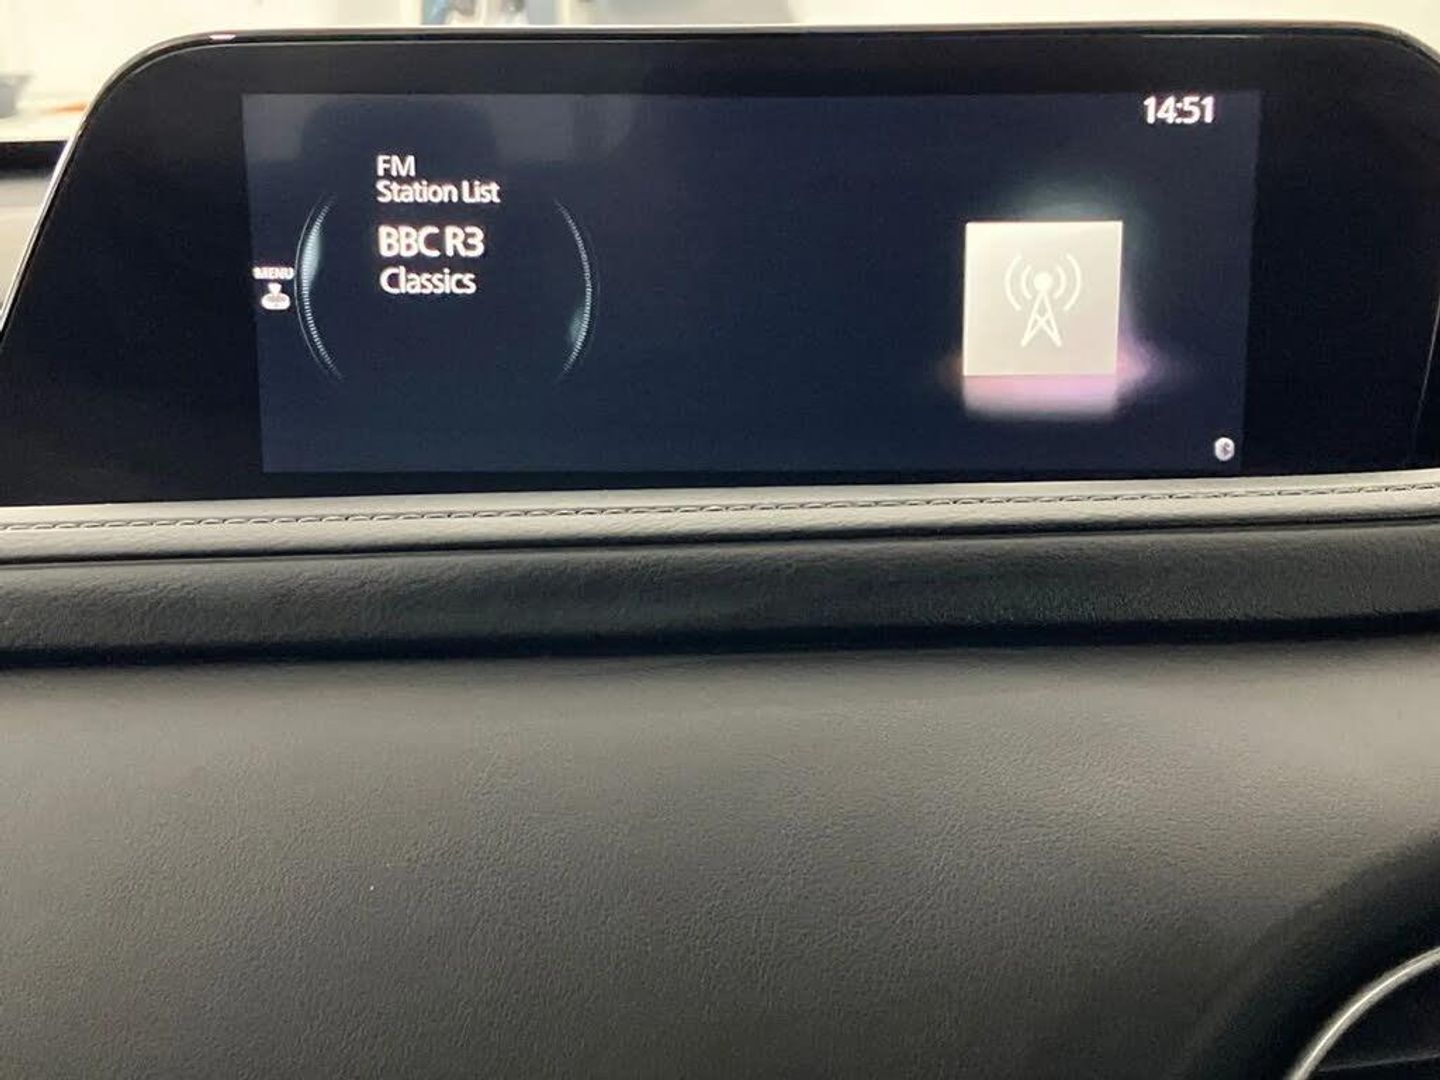 14:51
FM
Station List
BBC R3
MENU
Classics